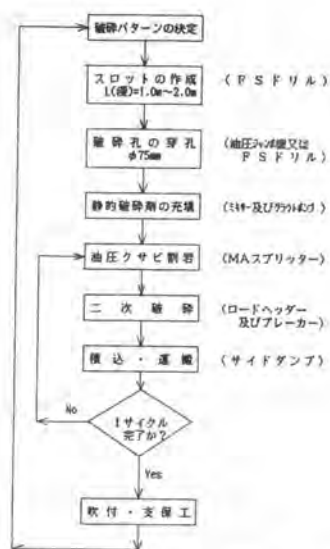 破砕パターンの決定
スロットの作成
L(深)=1.0m～2.0m
(FSドリル)
破砕孔の穿孔
φ75mm
(油圧ジャンボ又は
FSドリル)
静的破砕剤の充填
(ミキサー及びグラウトポンプ)
油圧クサビ割岩
(MAスプリッター)
二次破砕
(ロードヘッダー
及びブレーカー)
積込・運搬
(サイドダンプ)
No
1サイクル
完了か?
Yes
吹付・支保工